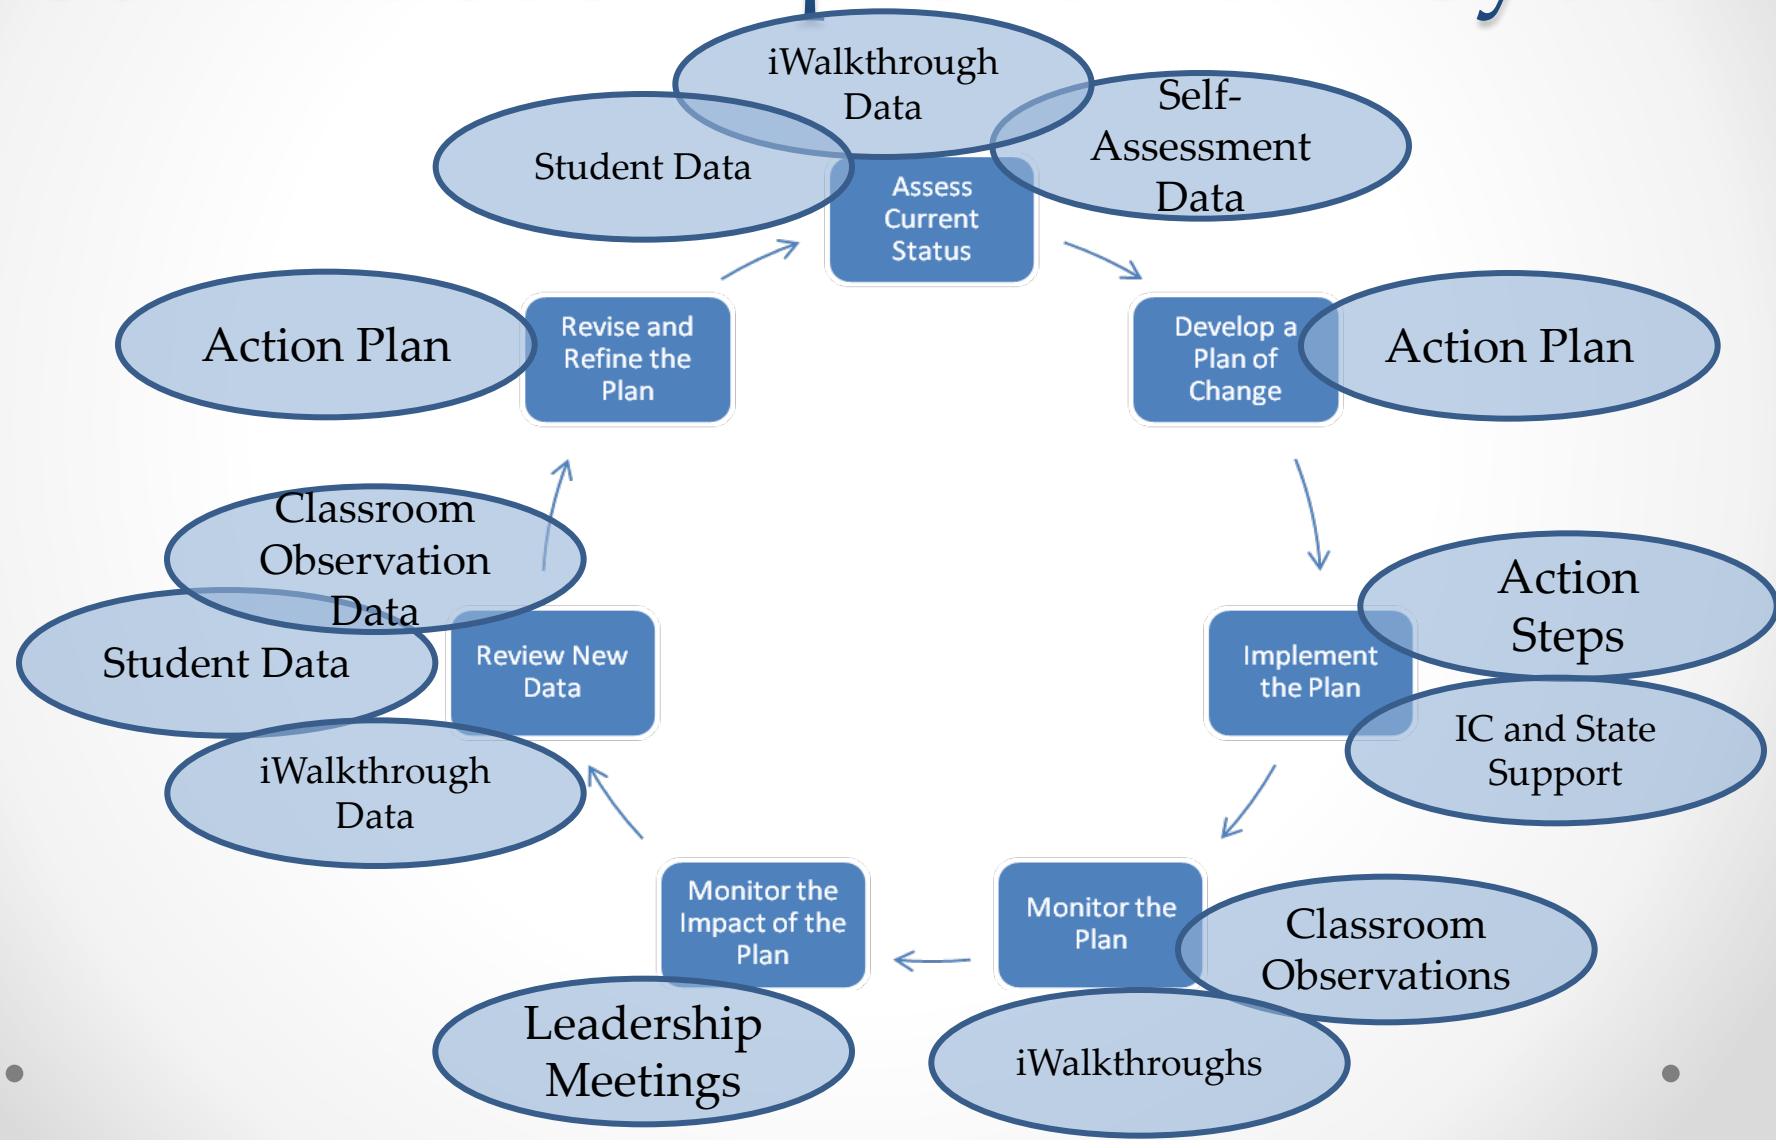 iWalkthrough
Data
Self-
Assessment
Data
Student Data
Assess
Current
Status
Action Plan
Revise and
Refine the
Plan
Develop a
Plan of
Change
Action Plan
Classroom
Observation
Data
Student Data
iWalkthrough
Data
Review New
Data
Implement
the Plan
Action
Steps
IC and State
Support
Monitor the
Impact of the
Plan
Monitor the
Plan
Classroom
Observations
Leadership
Meetings
iWalkthroughs